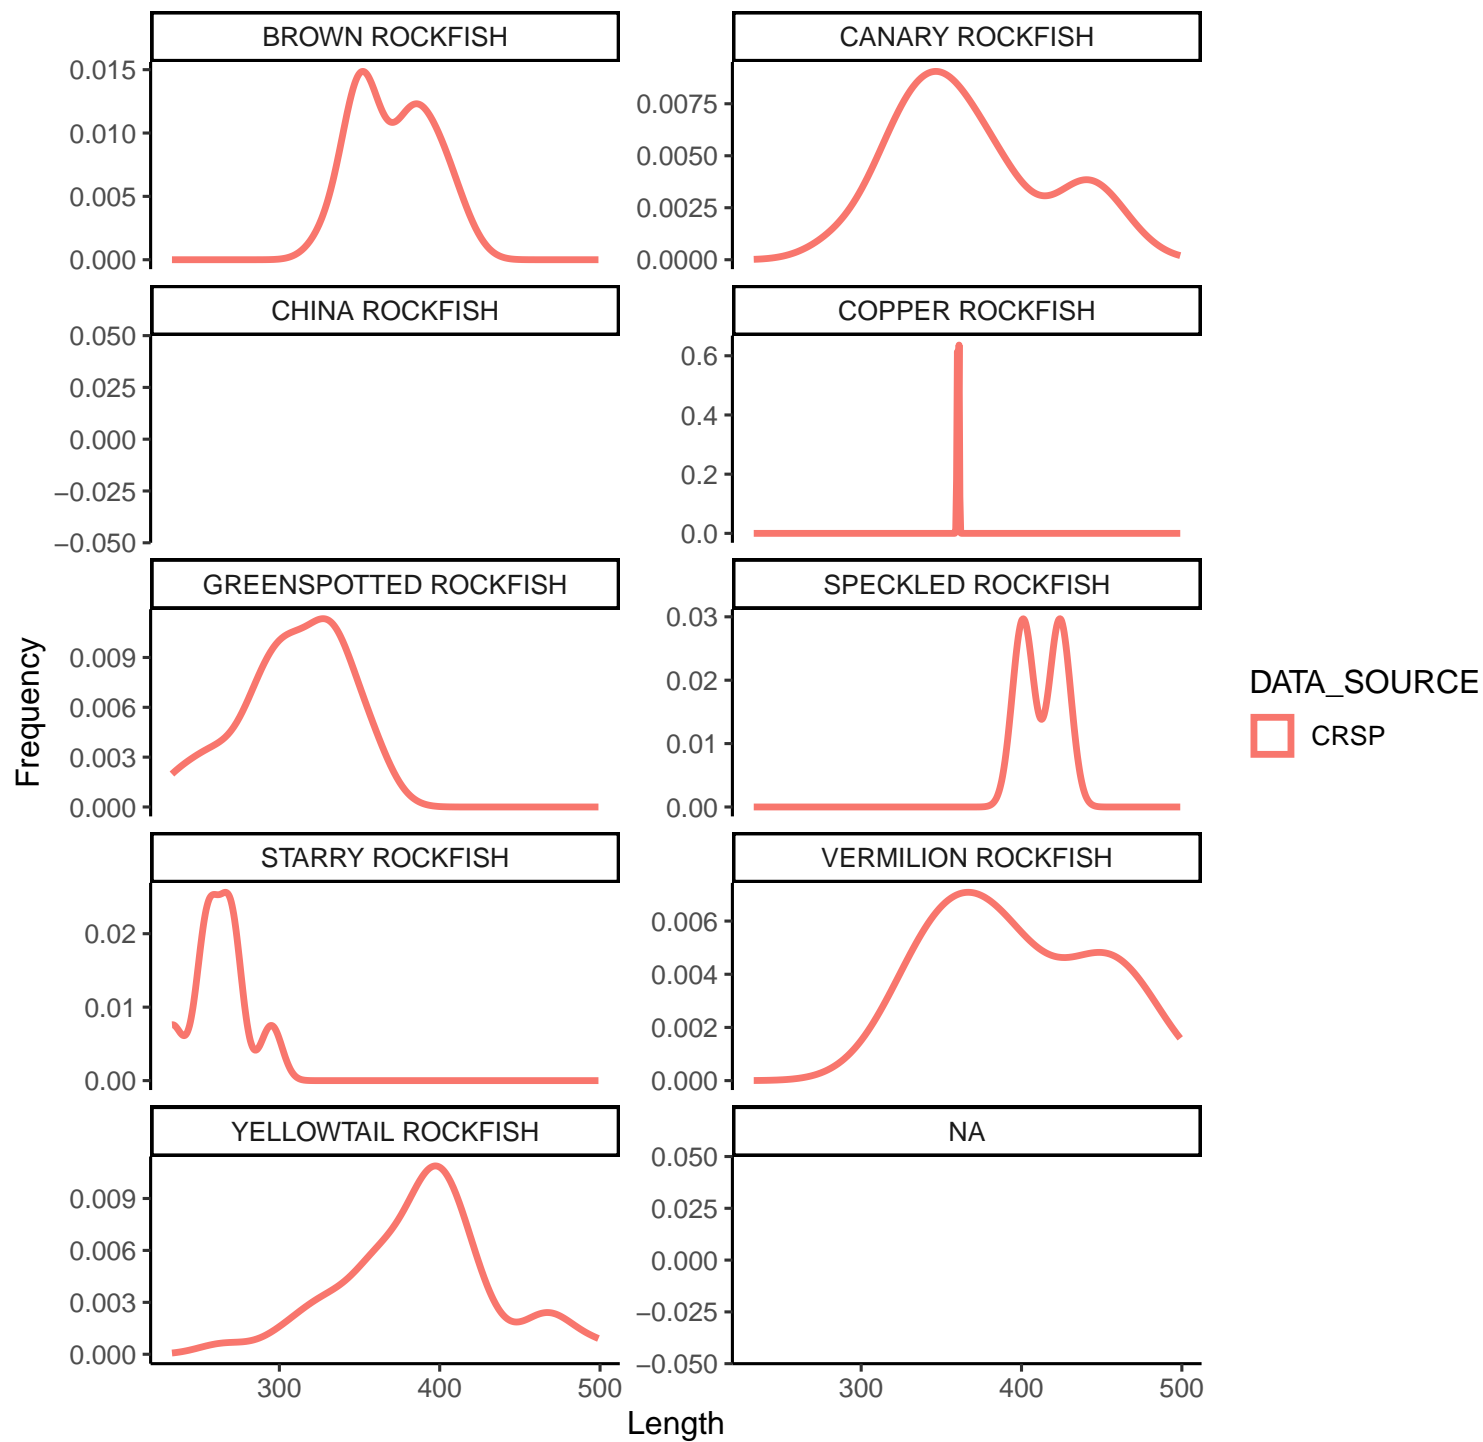 BROWN ROCKFISH
CANARY ROCKFISH
0.015
0.010
0.005
0.000
0.0075
0.0050
0.0025
0.0000
CHINA ROCKFISH
COPPER ROCKFISH
0.050
0.025
0.000
−0.025
−0.050
0.6
0.4
0.2
0.0
GREENSPOTTED ROCKFISH
SPECKLED ROCKFISH
0.009
0.006
0.003
0.000
0.03
0.02
0.01
0.00
STARRY ROCKFISH
VERMILION ROCKFISH
0.02
0.01
0.00
0.006
0.004
0.002
0.000
YELLOWTAIL ROCKFISH
NA
0.009
0.006
0.003
0.000
0.050
0.025
0.000
−0.025
−0.050
300 400 500
300 400 500
Length
Frequency
DATA_SOURCE
CRSP